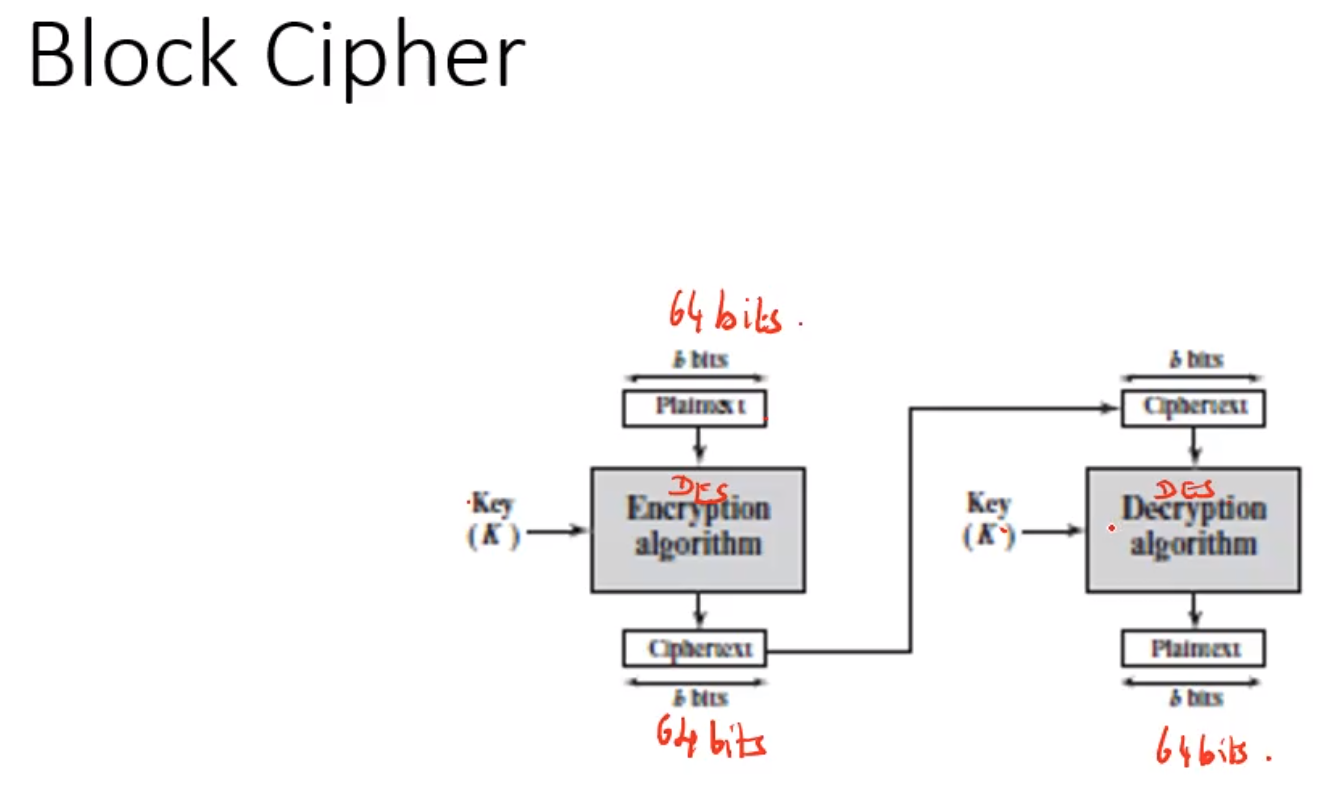 Block Cipher
64 bits.
b bits
Plaintext
DES
Encryption
algorithm
Key
(K)
Ciphertext
b bits
64 bits
b bits
Ciphertext
DES
Decryption
algorithm
Key
(K)
Plaintext
b bits
64 bits.